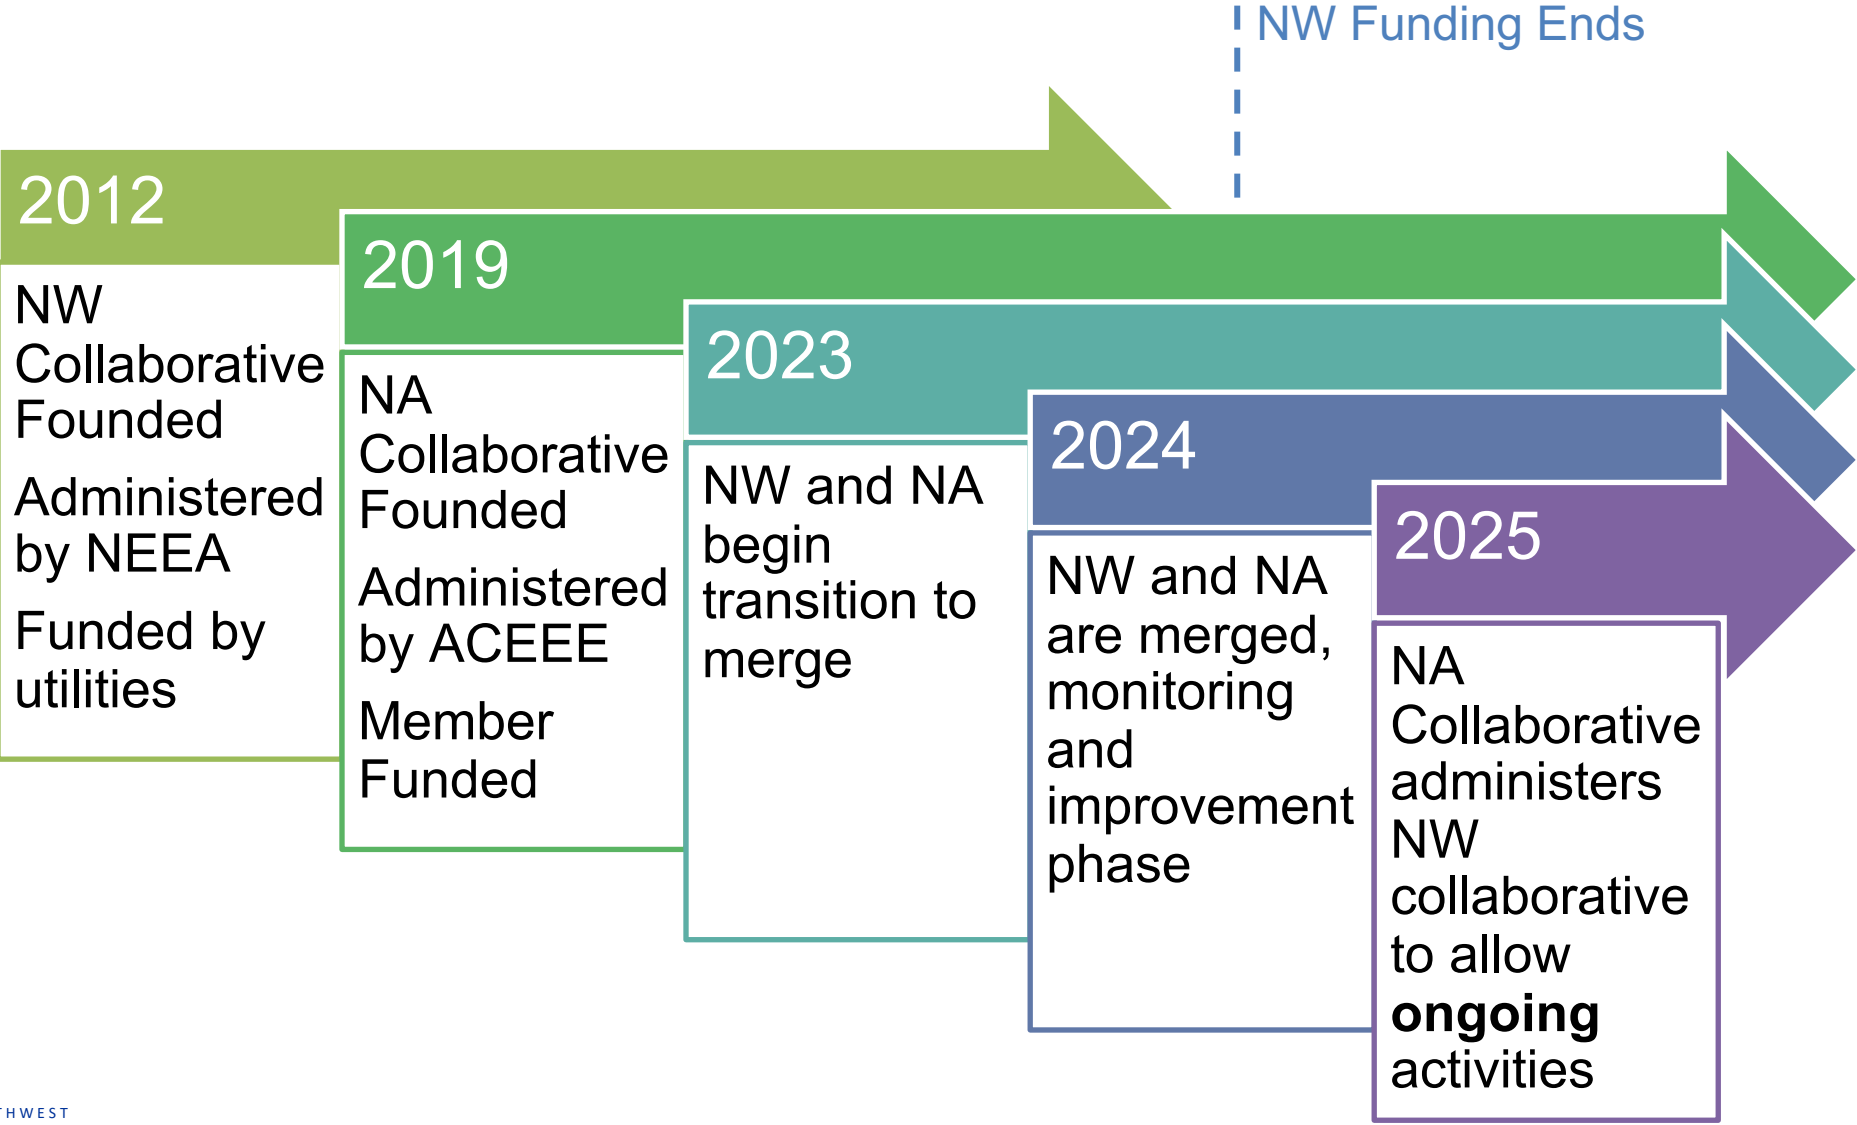 NW Funding Ends
2012
NW
Collaborative
Founded
Administered
by NEEA
Funded by
utilities
2019
NA
Collaborative
Founded
Administered
by ACEEE
Member
Funded
2023
NW and NA
begin
transition to
merge
2024
NW and NA
are merged,
monitoring
and
improvement
phase
2025
NA
Collaborative
administers
NW
collaborative
to allow
ongoing
activities
THWEST